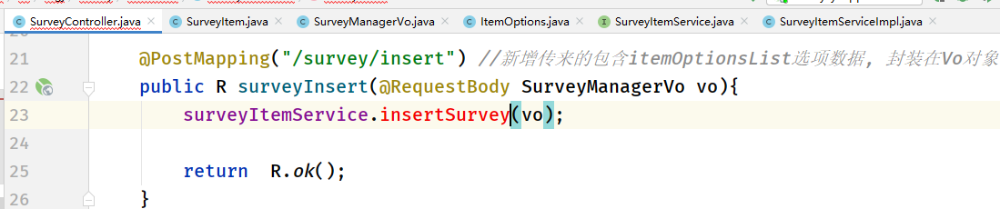 SurveyController.java SurveyItem.java SurveyManagerVo.java ItemOptions.java SurveyItemService.java SurveyItemServiceImpl.java
21 @PostMapping("/survey/insert") //新增传来的包含itemOptionsList选项数据, 封装在Vo对象
22 public R surveyInsert(@RequestBody SurveyManagerVo vo){
23 surveyItemService.insertSurvey(vo);
24
25 return R.ok();
26 }